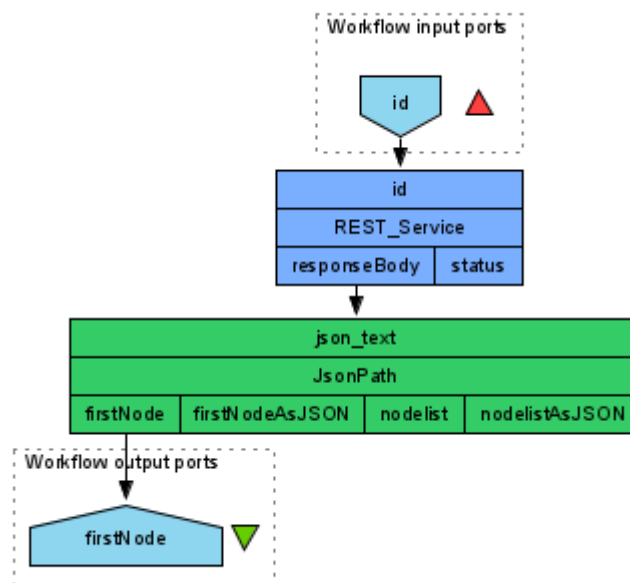 Workflow input ports
id
id
REST_Service
responseBody status
json_text
JsonPath
firstNode firstNodeAsJSON nodelist nodelistAsJSON
Workflow output ports
firstNode